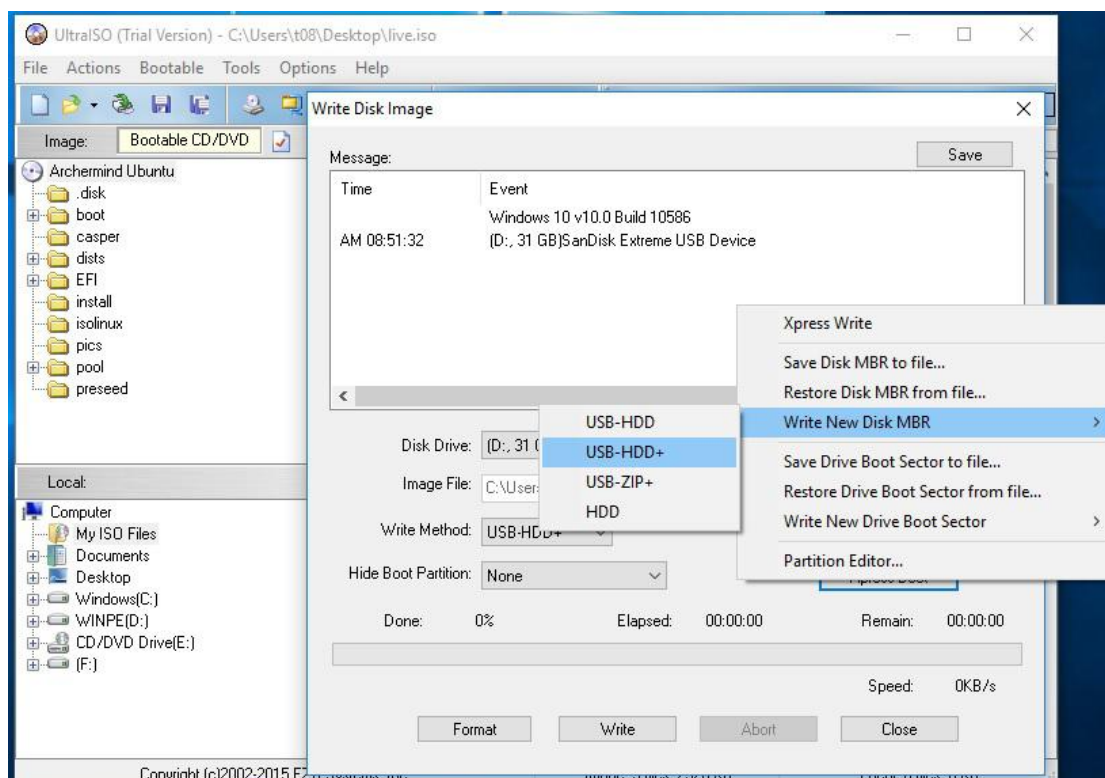 UltraISO (Trial Version) - C:\Users\t08\Desktop\live.iso
File Actions Bootable Tools Options Help
Image: Bootable CD/DVD
Archermind Ubuntu
.disk
boot
casper
dists
EFI
install
isolinux
pics
pool
preseed
Local:
Computer
My ISO Files
Documents
Desktop
Windows(C:)
WINPE(D:)
CD/DVD Drive(E:)
(F:)
Write Disk Image
Message: Save
Time Event
Windows 10 v10.0 Build 10586
AM 08:51:32 (D:, 31 GB)SanDisk Extreme USB Device
Xpress Write
Save Disk MBR to file...
Restore Disk MBR from file...
Write New Disk MBR
Save Drive Boot Sector to file...
Restore Drive Boot Sector from file...
Write New Drive Boot Sector
Partition Editor...
USB-HDD
USB-HDD+
USB-ZIP+
HDD
Disk Drive: (D:, 31
Image File: C:\User
Write Method: USB-HDD+
Hide Boot Partition: None
Done: 0% Elapsed: 00:00:00 Remain: 00:00:00
Speed: 0KB/s
Format Write Abort Close
Copyright (c)2002-2015